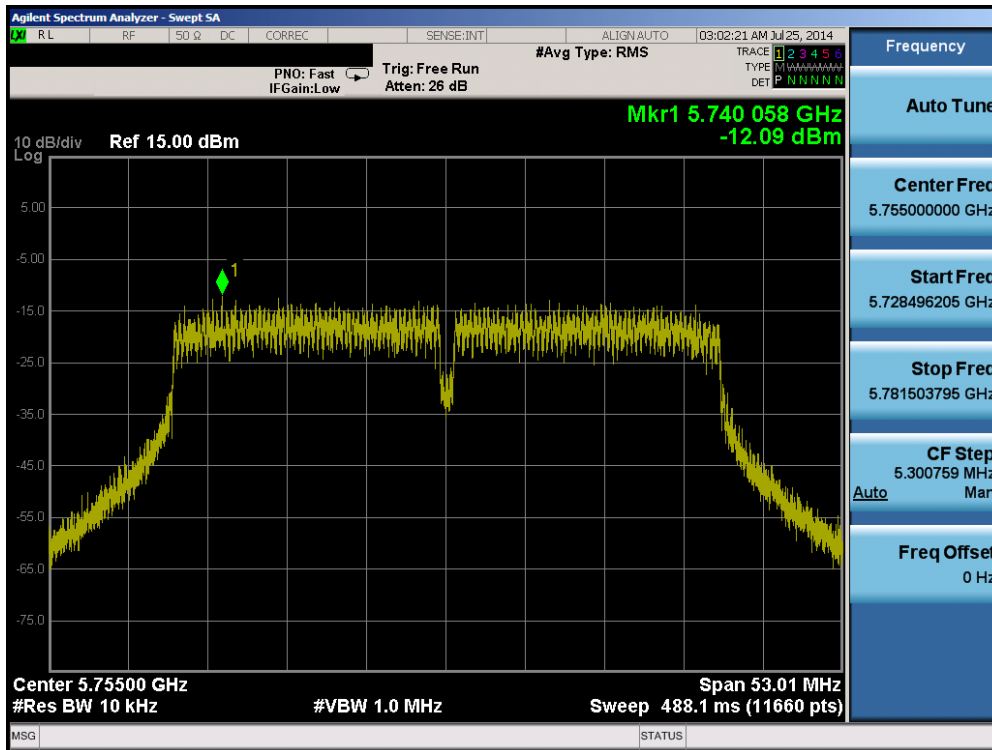 Agilent Spectrum Analyzer - Swept SA
LXI RL RF 50 Ω DC CORREC SENSE:INT ALIGN AUTO 03:02:21 AM Jul 25, 2014
#Avg Type: RMS
TRACE 1 2 3 4 5 6
PNO: Fast Trig: Free Run TYPE M WWWWW
IFGain:Low Atten: 26 dB DET P N N N N N
Mkr1 5.740 058 GHz
-12.09 dBm
10 dB/div Ref 15.00 dBm
Log
1
5.00
-5.00
-15.0
-25.0
-35.0
-45.0
-55.0
-65.0
-75.0
Center 5.75500 GHz Span 53.01 MHz
#Res BW 10 kHz #VBW 1.0 MHz Sweep 488.1 ms (11660 pts)
MSG STATUS
Frequency
Auto Tune
Center Freq
5.755000000 GHz
Start Freq
5.728496205 GHz
Stop Freq
5.781503795 GHz
CF Step
5.300759 MHz
Auto Man
Freq Offset
0 Hz